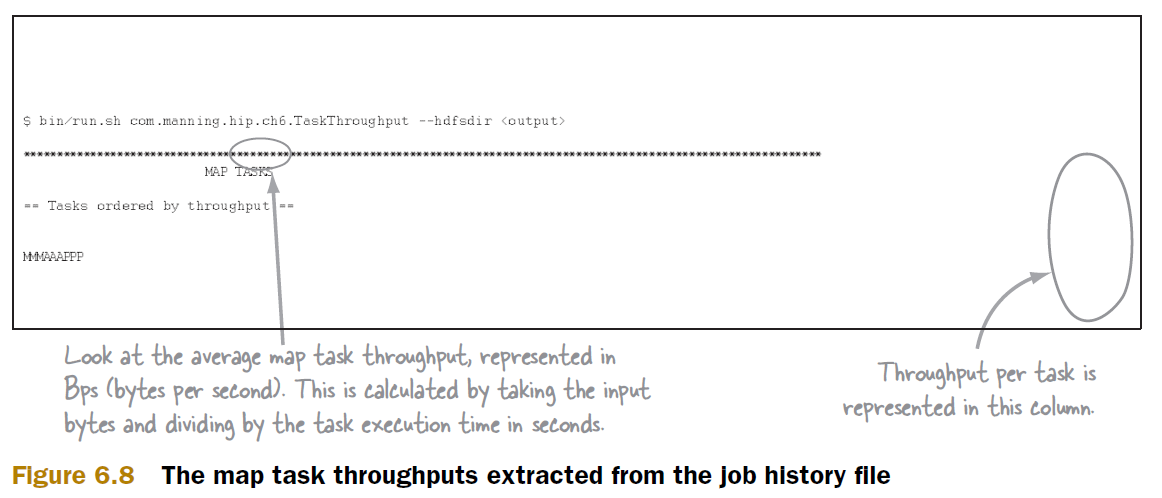 $ bin/run.sh com.manning.hip.ch6.TaskThroughput --hdfsdir <output>
****************************************************************************************************
MAP TASKS
== Tasks ordered by throughput ==
MMMAAAPPP
Look at the average map task throughput, represented in
Bps (bytes per second). This is calculated by taking the input
bytes and dividing by the task execution time in seconds.
Throughput per task is
represented in this column.
Figure 6.8 The map task throughputs extracted from the job history file